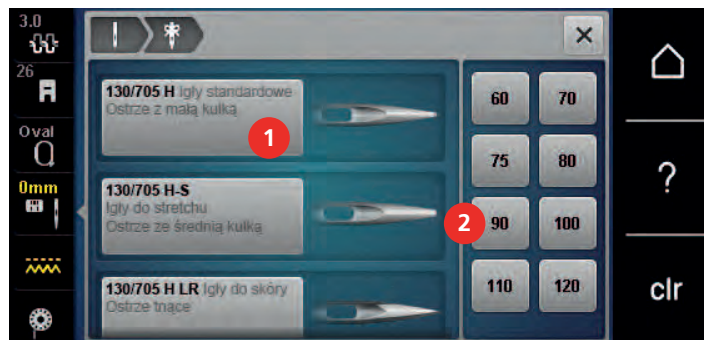 3.0
26
Oval
0mm
130/705 H Igły standardowe
Ostrze z małą kulką
1
130/705 H-S
Igły do stretchu
Ostrze ze średnią kulką
130/705 H LR Igły do skóry
Ostrze tnące
60 70
75 80
2
90 100
110 120
?
clr